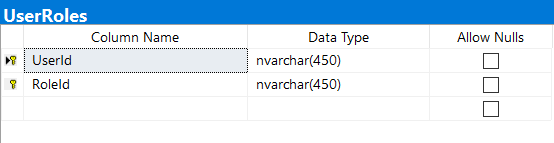 UserRoles
Column Name Data Type Allow Nulls
UserId nvarchar(450)
RoleId nvarchar(450)